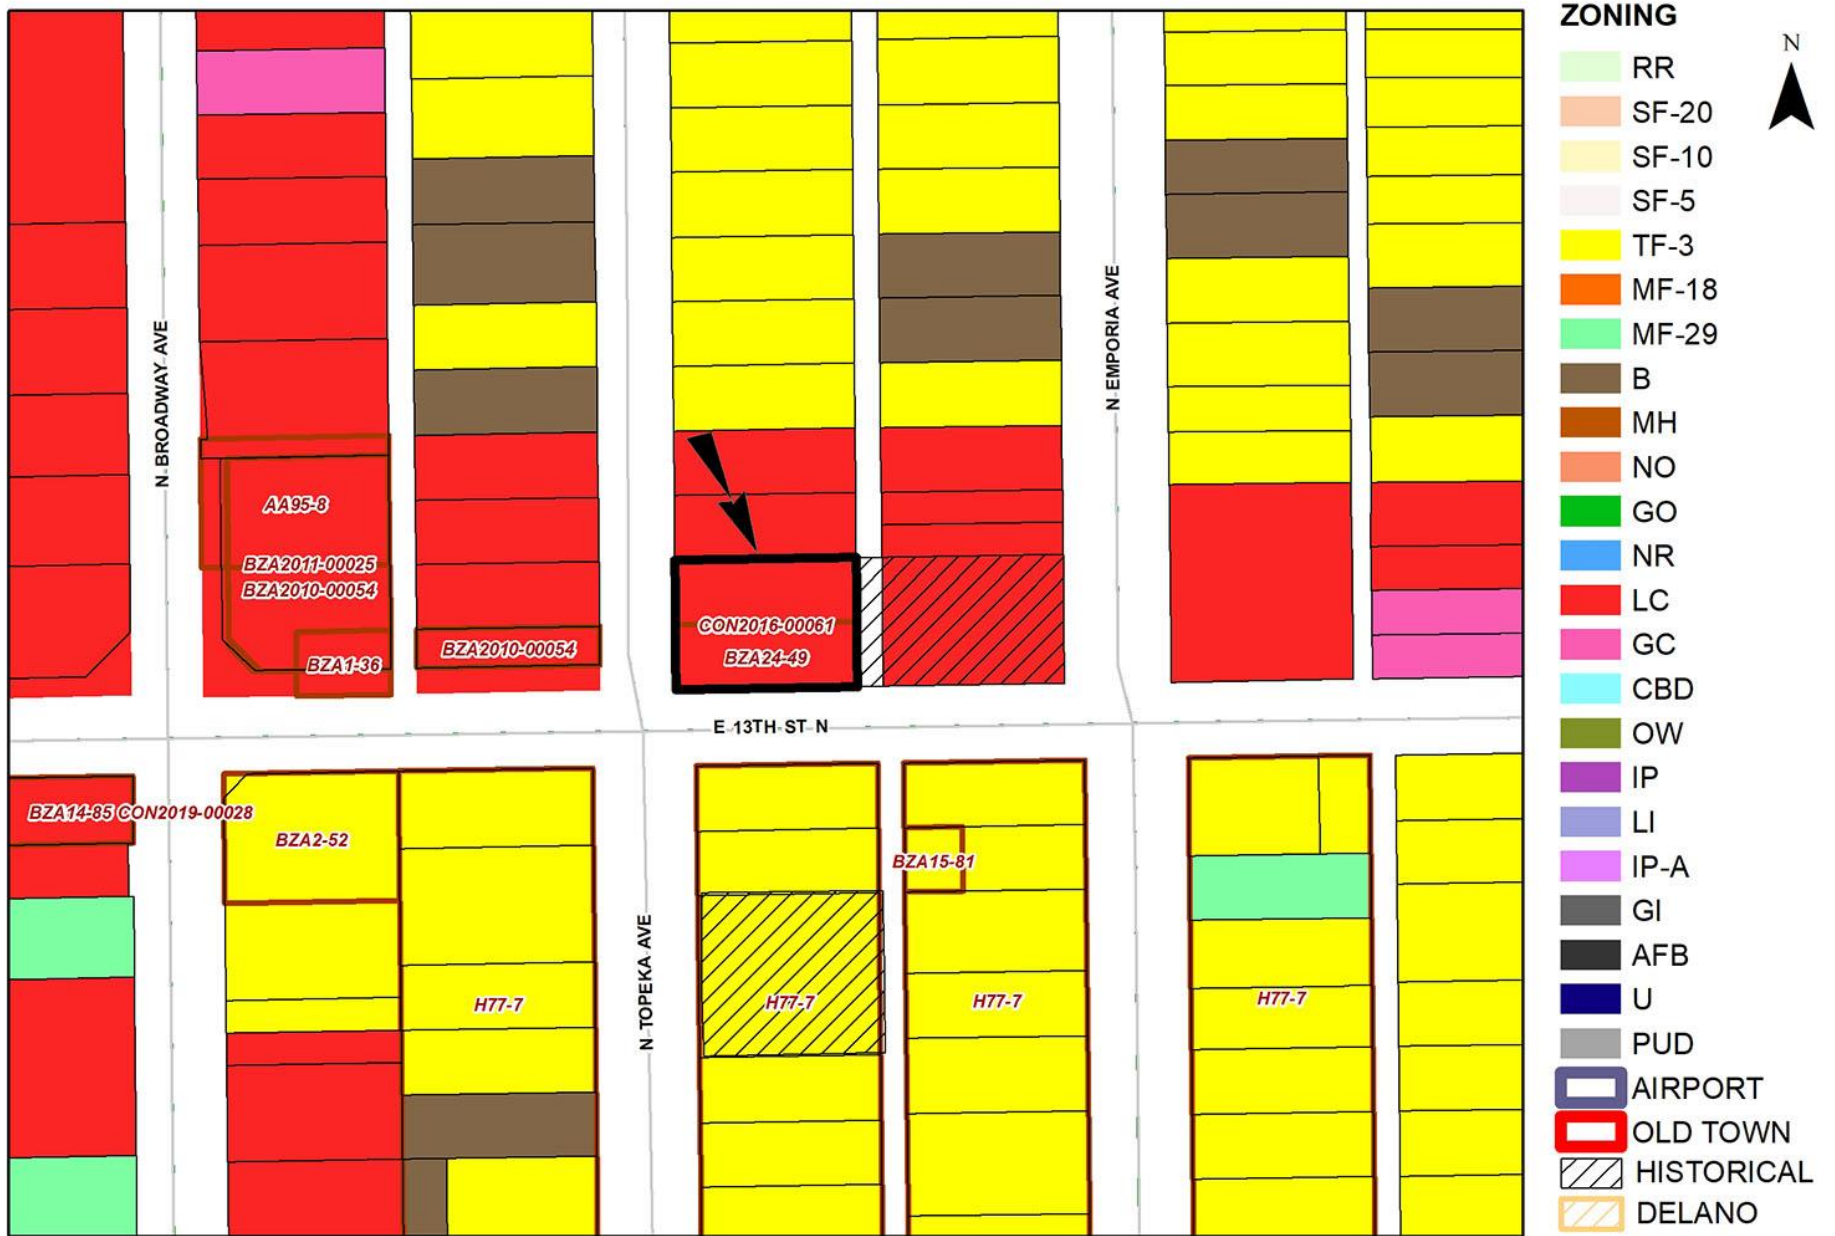 N BROADWAY AVE
N TOPEKA AVE
N EMPORIA AVE
E 13TH ST N
AA95-8
BZA2011-00025
BZA2010-00054
BZA1-36
BZA2010-00054
CON2016-00061
BZA24-49
BZA14-85 CON2019-00028
BZA2-52
BZA15-81
H77-7
H77-7
H77-7
H77-7
ZONING
N
RR
SF-20
SF-10
SF-5
TF-3
MF-18
MF-29
B
MH
NO
GO
NR
LC
GC
CBD
OW
IP
LI
IP-A
GI
AFB
U
PUD
AIRPORT
OLD TOWN
HISTORICAL
DELANO